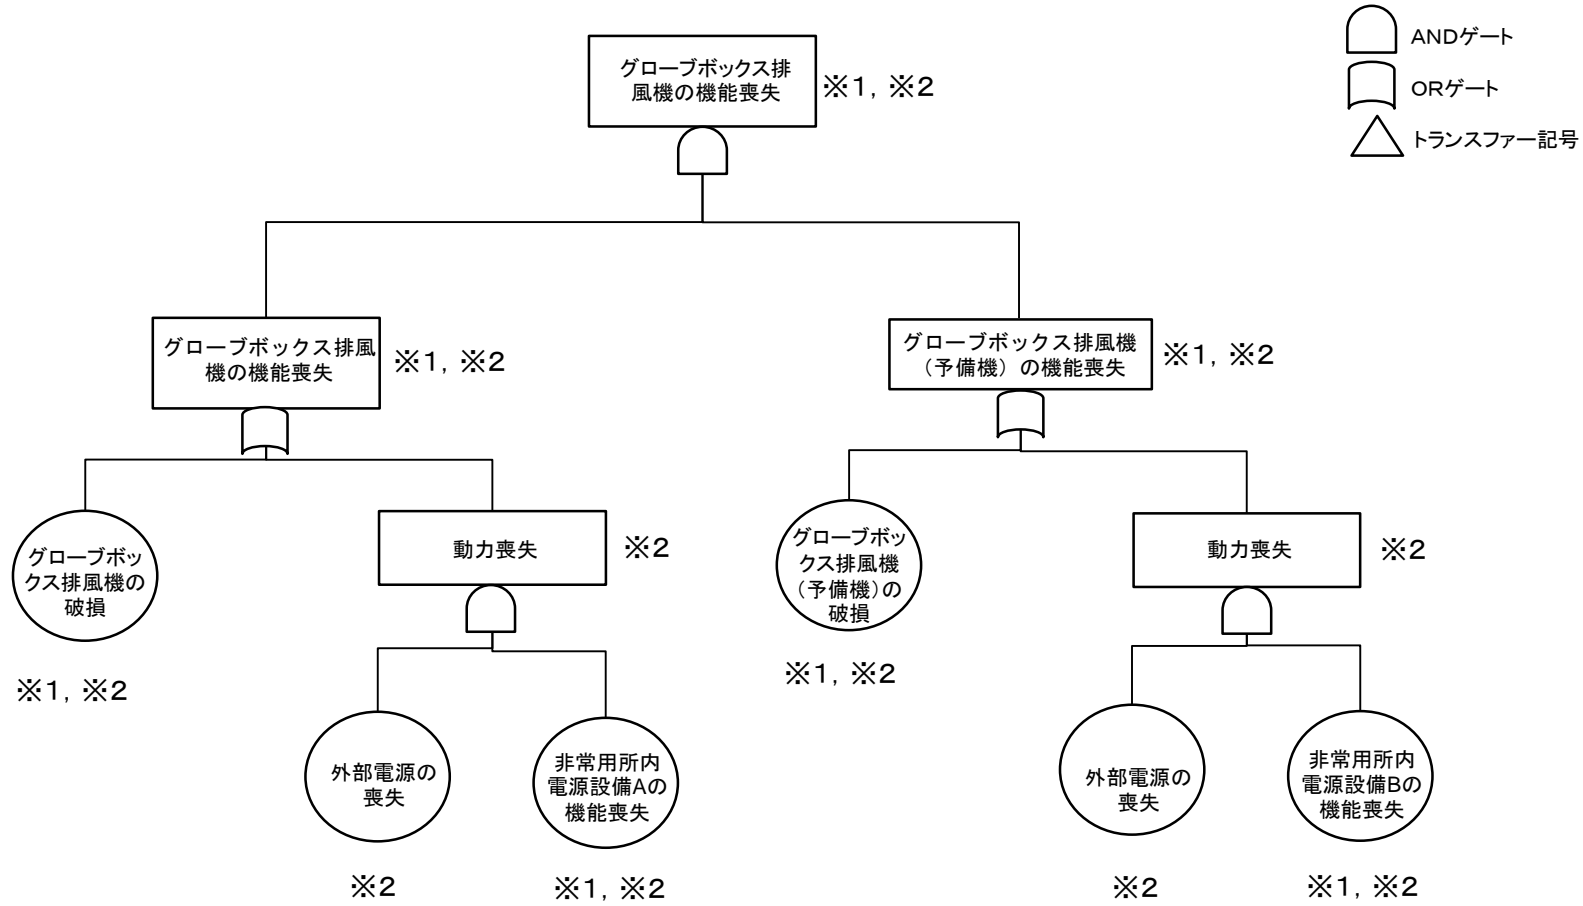 ANDゲート
ORゲート
トランスファー記号
グローブボックス排
風機の機能喪失
※1, ※2
グローブボックス排風
機の機能喪失
※1, ※2
グローブボックス排風機
（予備機）の機能喪失
※1, ※2
グローブボッ
クス排風機の
破損
※1, ※2
動力喪失
※2
グローブボッ
クス排風機
（予備機）の
破損
※1, ※2
動力喪失
※2
外部電源の
喪失
※2
非常用所内
電源設備Aの
機能喪失
※1, ※2
外部電源の
喪失
※2
非常用所内
電源設備Bの
機能喪失
※1, ※2